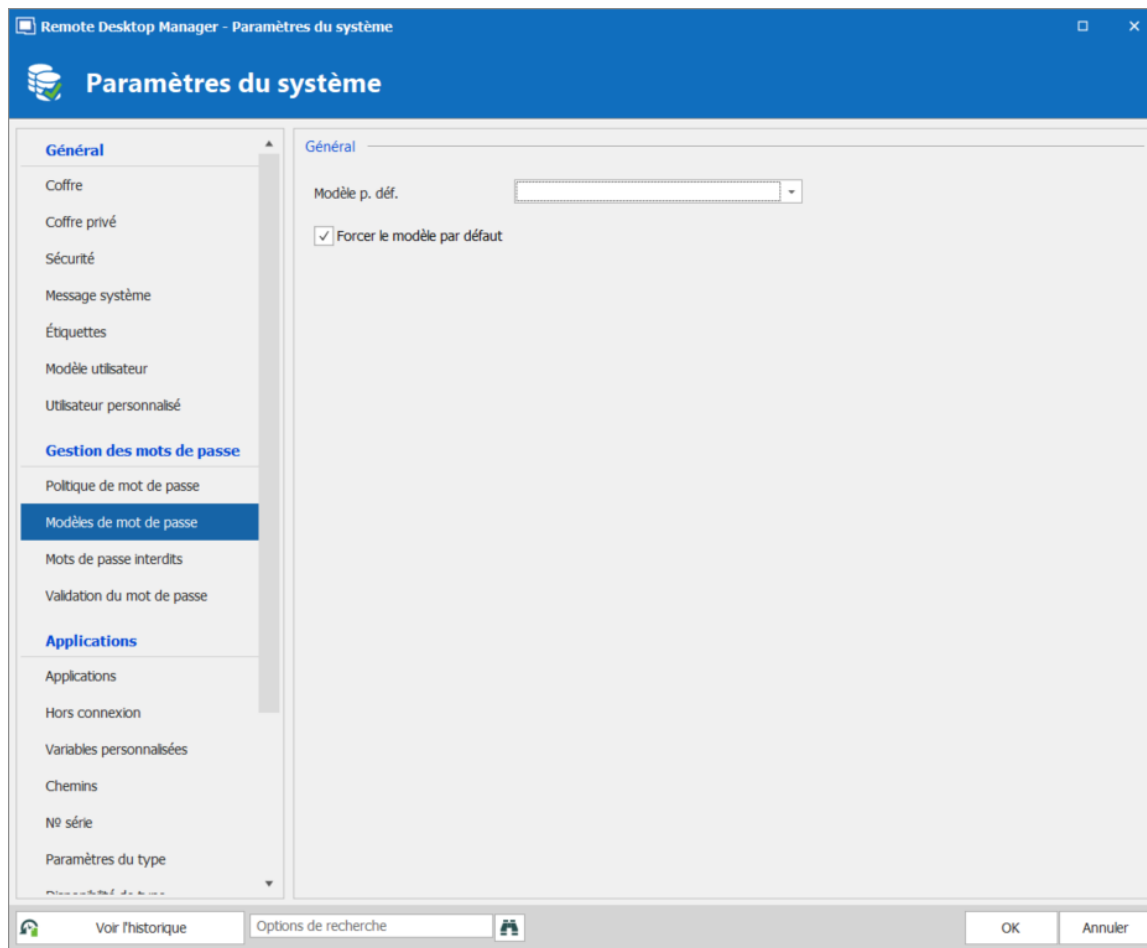 Remote Desktop Manager - Paramètres du système
Paramètres du système
Général
Coffre
Coffre privé
Sécurité
Message système
Étiquettes
Modèle utilisateur
Utilisateur personnalisé
Gestion des mots de passe
Politique de mot de passe
Modèles de mot de passe
Mots de passe interdits
Validation du mot de passe
Applications
Applications
Hors connexion
Variables personnalisées
Chemins
Nº série
Paramètres du type
Général
Modèle p. déf.
Forcer le modèle par défaut
Voir l'historique
Options de recherche
OK
Annuler